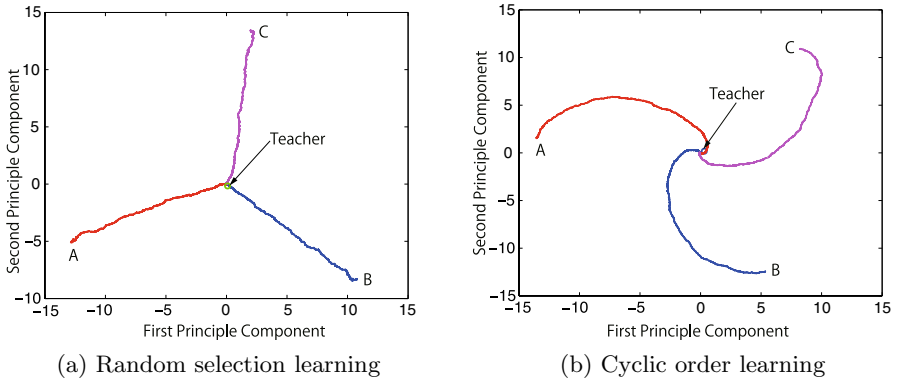 15
10
5
0
−5
−10
Second Principle Component
C
Teacher
A
B
−15 −10 −5 0 5 10 15
First Principle Component
(a) Random selection learning
15
10
5
0
−5
−10
−15
Second Principle Component
C
Teacher
A
B
−15 −10 −5 0 5 10 15
First Principle Component
(b) Cyclic order learning